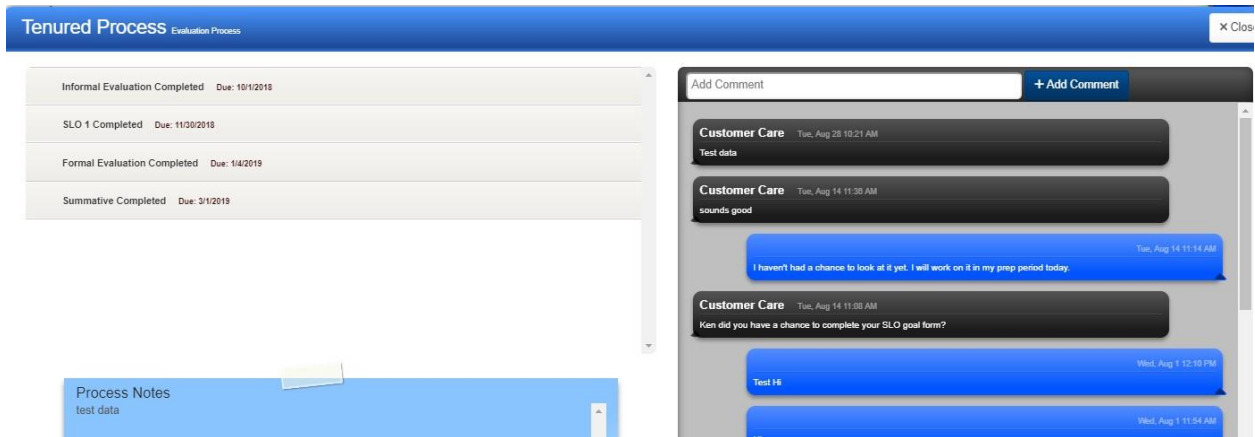 Tenured Process Evaluation Process
× Close
Informal Evaluation Completed Due: 10/1/2018
SLO 1 Completed Due: 11/30/2018
Formal Evaluation Completed Due: 1/4/2019
Summative Completed Due: 3/1/2019
Process Notes
test data
Add Comment
+ Add Comment
Customer Care Tue, Aug 28 10:21 AM
Test data
Customer Care Tue, Aug 14 11:38 AM
sounds good
Tue, Aug 14 11:14 AM
I haven't had a chance to look at it yet. I will work on it in my prep period today.
Customer Care Tue, Aug 14 11:08 AM
Ken did you have a chance to complete your SLO goal form?
Wed, Aug 1 12:10 PM
Test Hi
Wed, Aug 1 11:54 AM